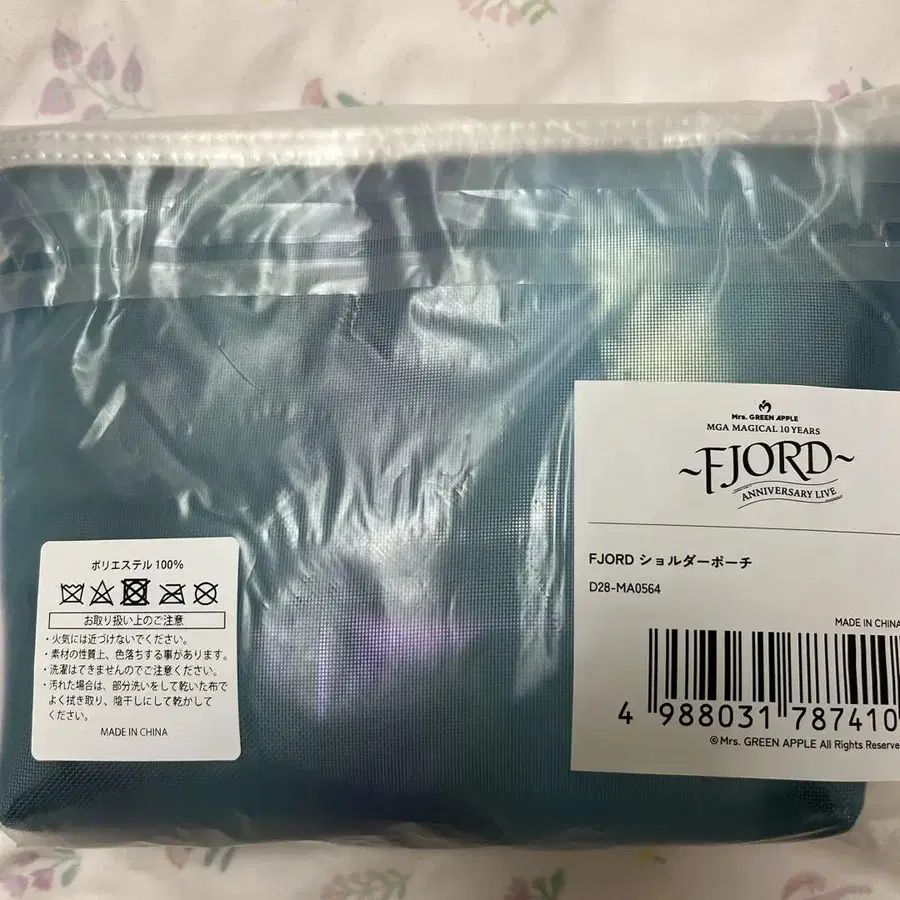 Mrs. GREEN APPLE
MGA MAGICAL 10 YEARS
~FJORD~
ANNIVERSARY LIVE
FJORD ショルダーポーチ
D28-MA0564
MADE IN CHINA
4 988031 787410
©Mrs. GREEN APPLE All Rights Reserve
ポリエステル 100%
お取り扱い上のご注意
・火気には近づけないでください。
・素材の性質上、色落ちする事があります。
・洗濯はできませんのでご注意ください。
・汚れた場合は、部分洗いをして乾いた布で
よく拭き取り、陰干しにして乾かして
ください。
MADE IN CHINA